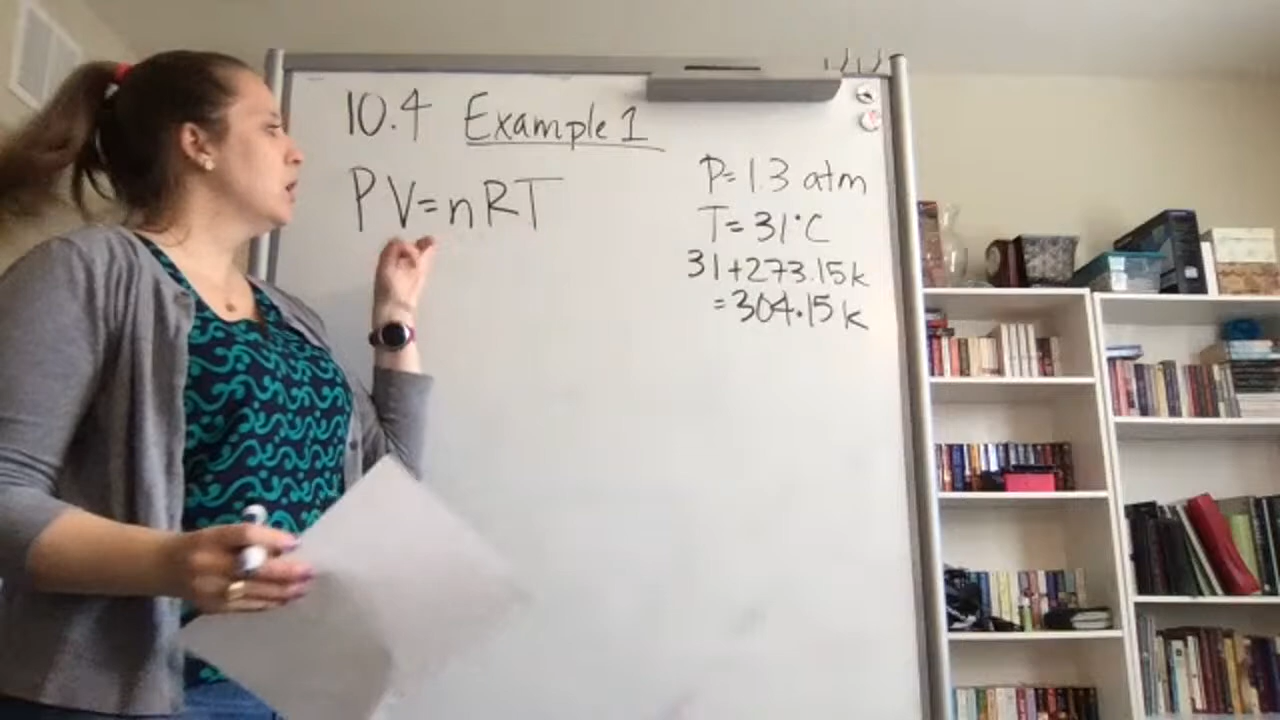 10.4 Example 1
PV=nRT
P=1.3 atm
T=31°C
31+273.15k
=304.15k